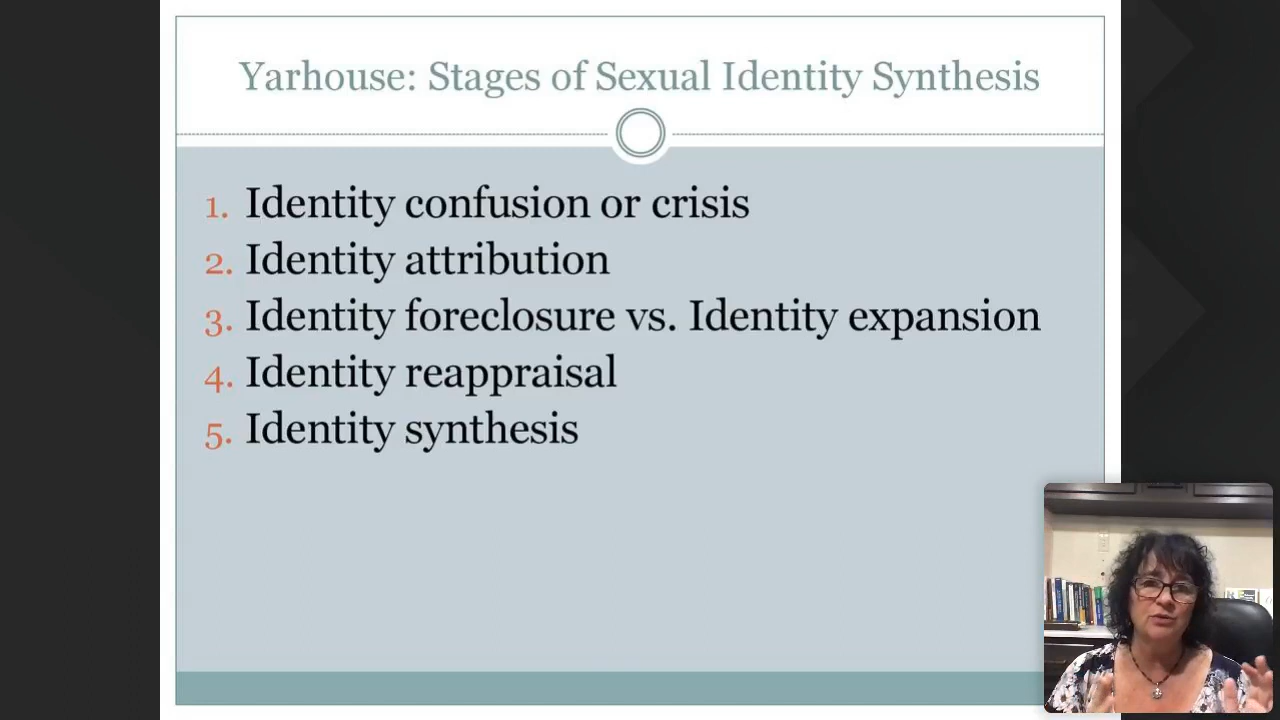 Yarhouse: Stages of Sexual Identity Synthesis
1. Identity confusion or crisis
2. Identity attribution
3. Identity foreclosure vs. Identity expansion
4. Identity reappraisal
5. Identity synthesis